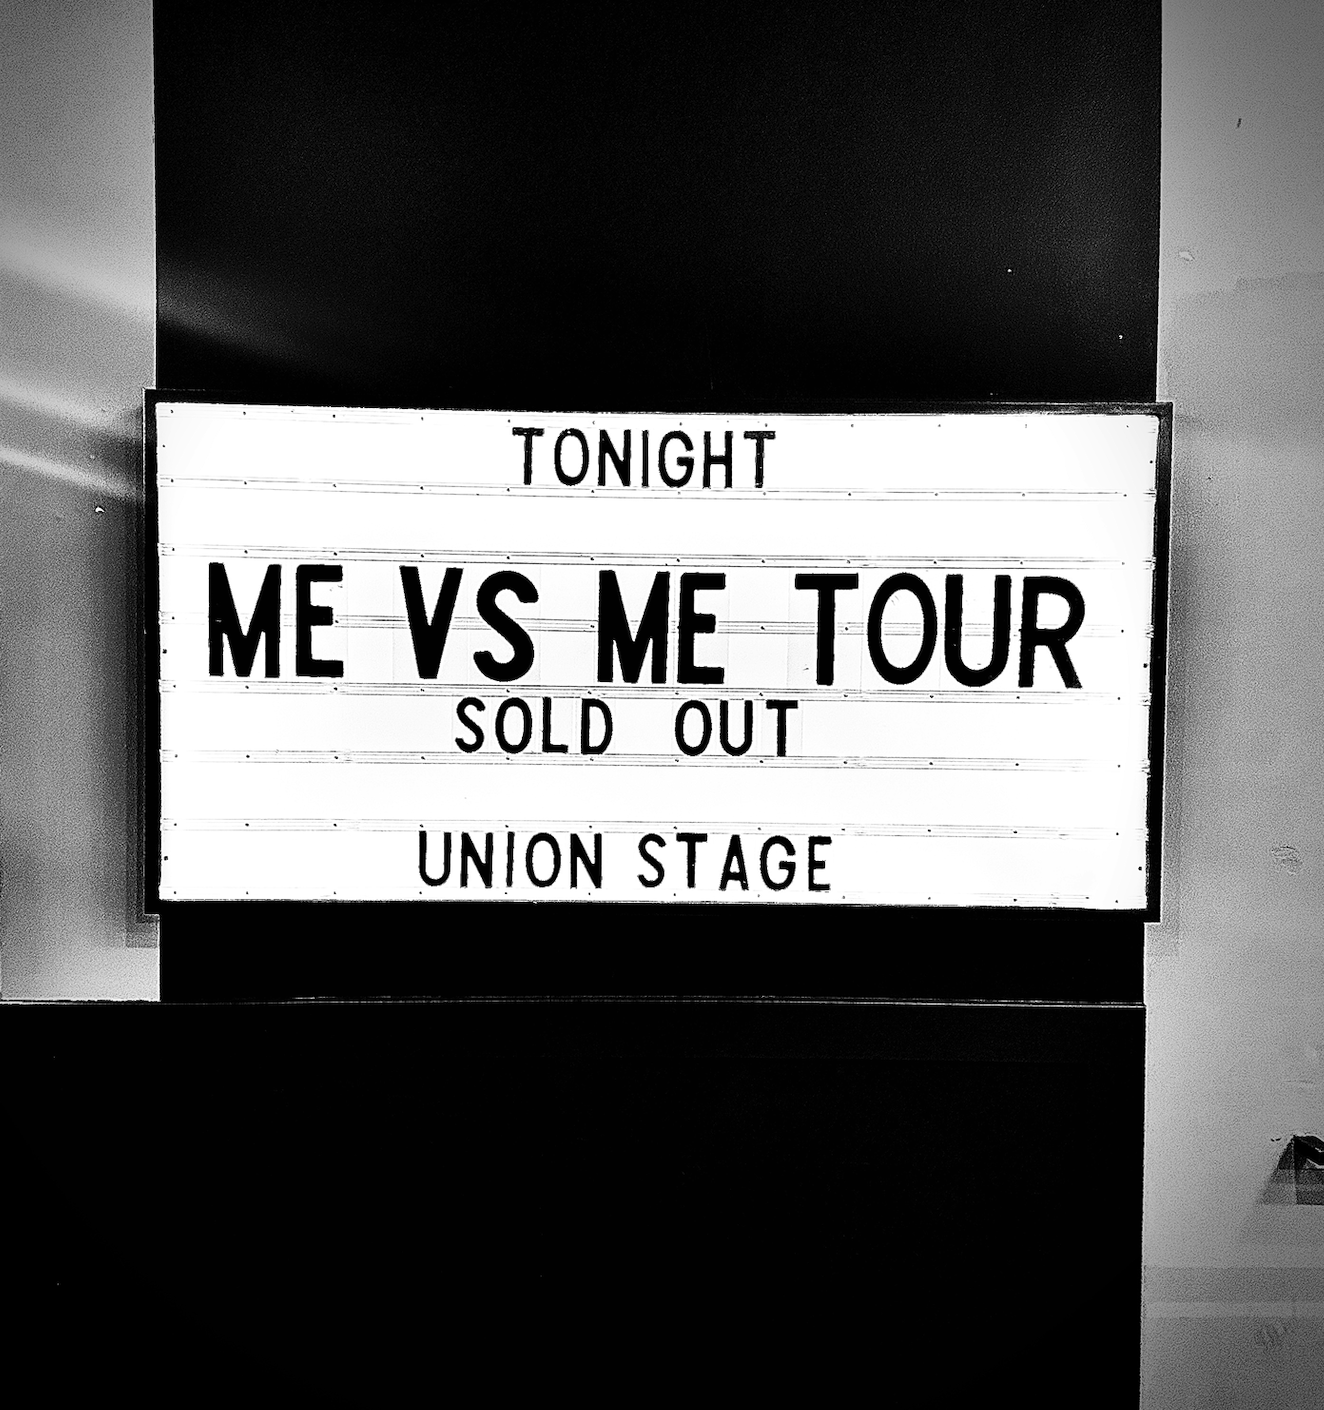 TONIGHT
ME VS ME TOUR
SOLD OUT
UNION STAGE